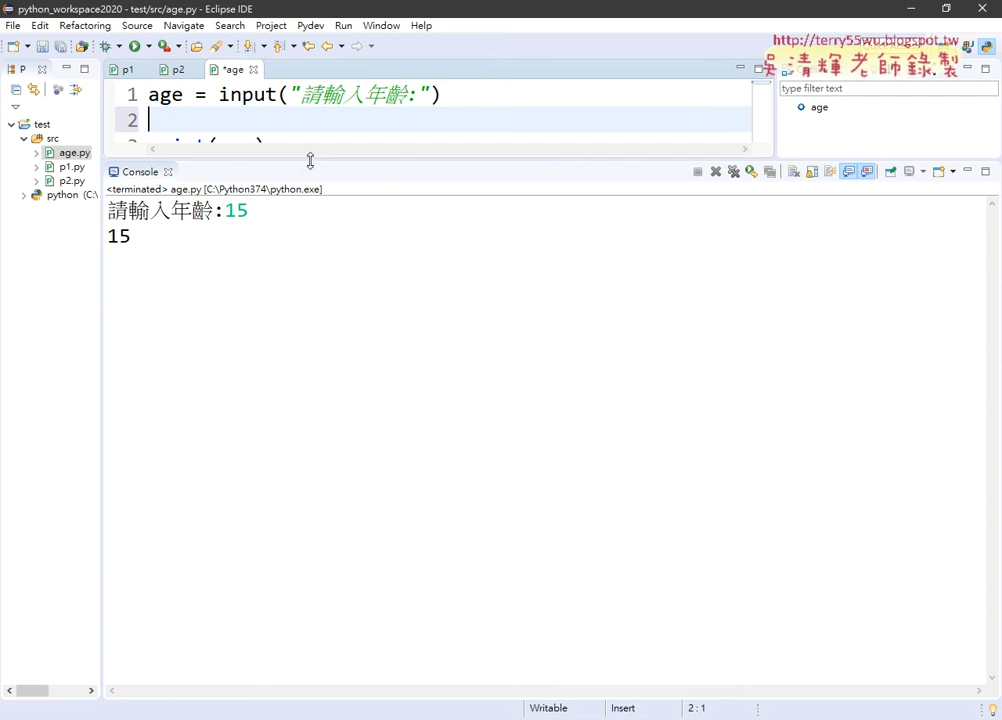 python_workspace2020 - test/src/age.py - Eclipse IDE
File Edit Refactoring Source Navigate Search Project Pydev Run Window Help
http://terry55wu.blogspot.tw
吳清輝老師錄製
P
p1
p2
*age
1 age = input("請輸入年齡:")
2
type filter text
age
test
src
age.py
p1.py
p2.py
python (C:\
Console
<terminated> age.py [C:\Python374\python.exe]
請輸入年齡:15
15
Writable Insert 2 : 1